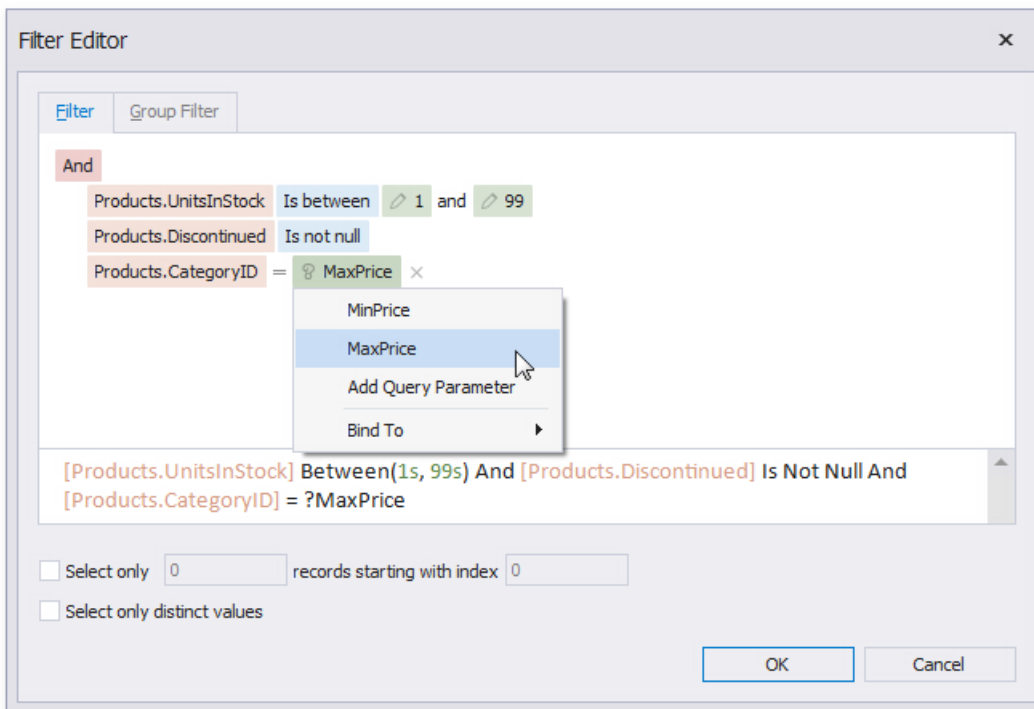 Filter Editor
Filter Group Filter
And
Products.UnitsInStock Is between 1 and 99
Products.Discontinued Is not null
Products.CategoryID = MaxPrice
MinPrice
MaxPrice
Add Query Parameter
Bind To
[Products.UnitsInStock] Between(1s, 99s) And [Products.Discontinued] Is Not Null And
[Products.CategoryID] = ?MaxPrice
Select only 0 records starting with index 0
Select only distinct values
OK Cancel